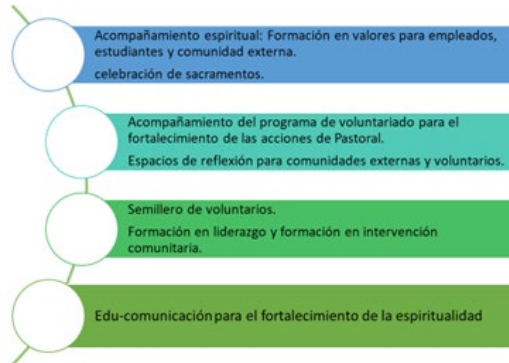 Acompañamiento espiritual: Formación en valores para empleados,
estudiantes y comunidad externa.
celebración de sacramentos.
Acompañamiento del programa de voluntariado para el
fortalecimiento de las acciones de Pastoral.
Espacios de reflexión para comunidades externas y voluntarios.
Semillero de voluntarios.
Formación en liderazgo y formación en intervención
comunitaria.
Edu-comunicación para el fortalecimiento de la espiritualidad